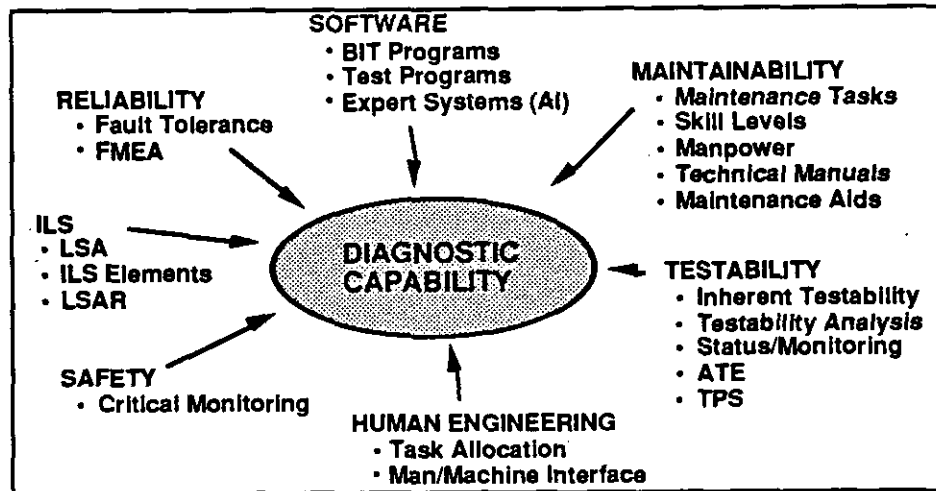 SOFTWARE
• BIT Programs
• Test Programs
• Expert Systems (AI)
MAINTAINABILITY
• Maintenance Tasks
• Skill Levels
• Manpower
• Technical Manuals
• Maintenance Aids
RELIABILITY
• Fault Tolerance
• FMEA
ILS
• LSA
• ILS Elements
• LSAR
DIAGNOSTIC
CAPABILITY
TESTABILITY
• Inherent Testability
• Testability Analysis
• Status/Monitoring
• ATE
• TPS
SAFETY
• Critical Monitoring
HUMAN ENGINEERING
• Task Allocation
• Man/Machine Interface